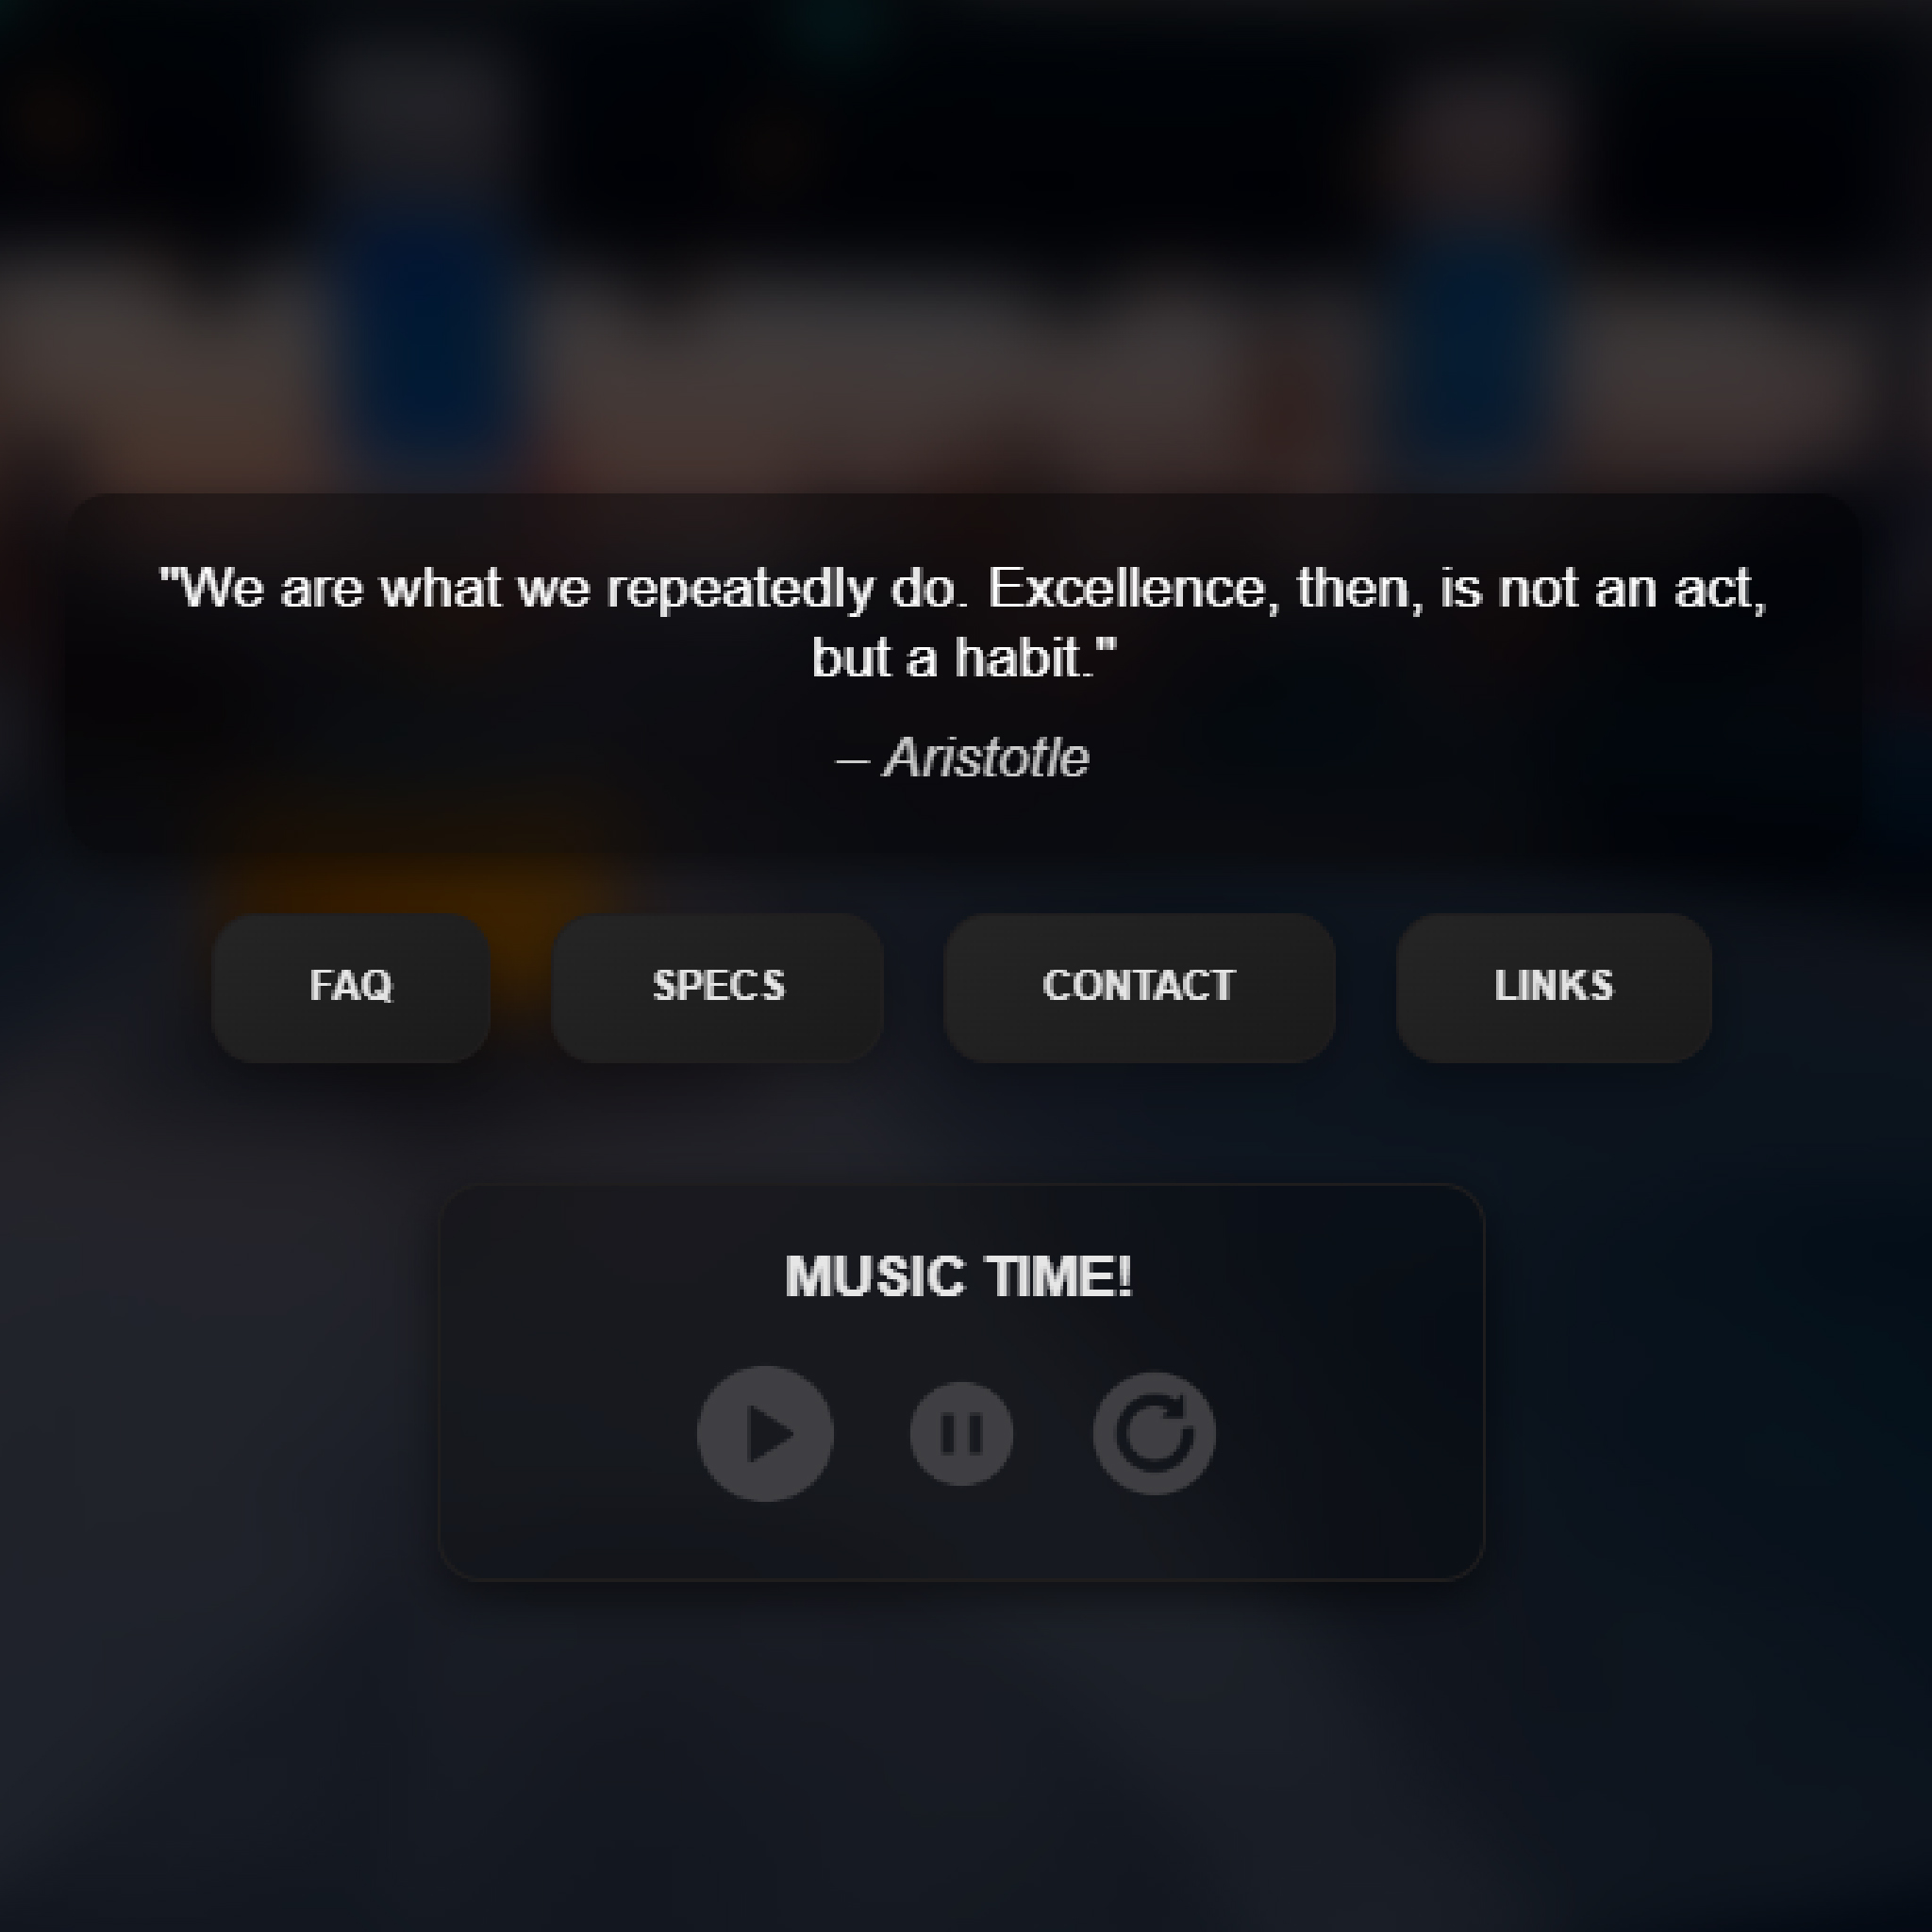 "We are what we repeatedly do. Excellence, then, is not an act,
but a habit."
– Aristotle
FAQ
SPECS
CONTACT
LINKS
MUSIC TIME!